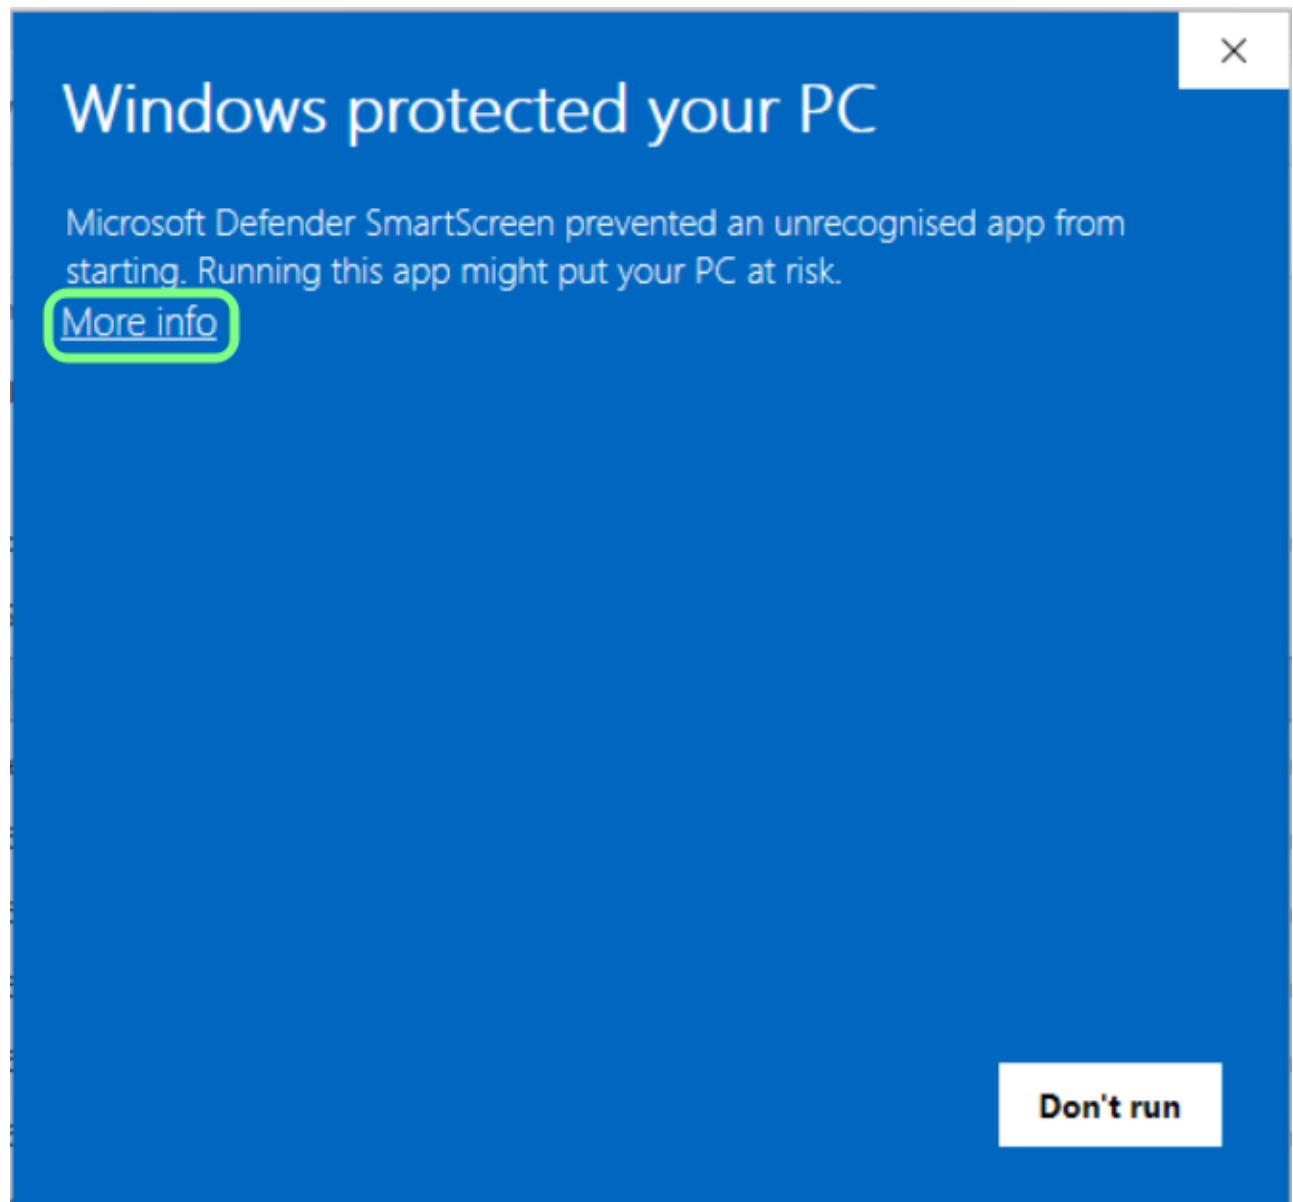 Windows protected your PC
Microsoft Defender SmartScreen prevented an unrecognised app from
starting. Running this app might put your PC at risk.
More info
Don't run